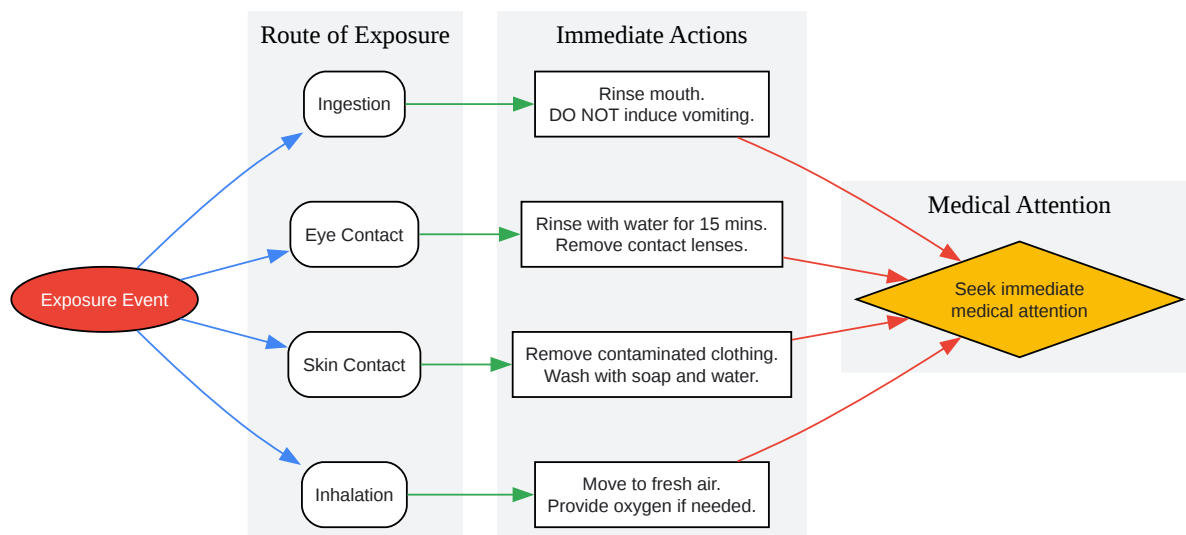 Route of Exposure
Immediate Actions
Ingestion
Rinse mouth.
DO NOT induce vomiting.
Medical Attention
Eye Contact
Rinse with water for 15 mins.
Remove contact lenses.
Exposure Event
Seek immediate
medical attention
Skin Contact
Remove contaminated clothing.
Wash with soap and water.
Inhalation
Move to fresh air.
Provide oxygen if needed.